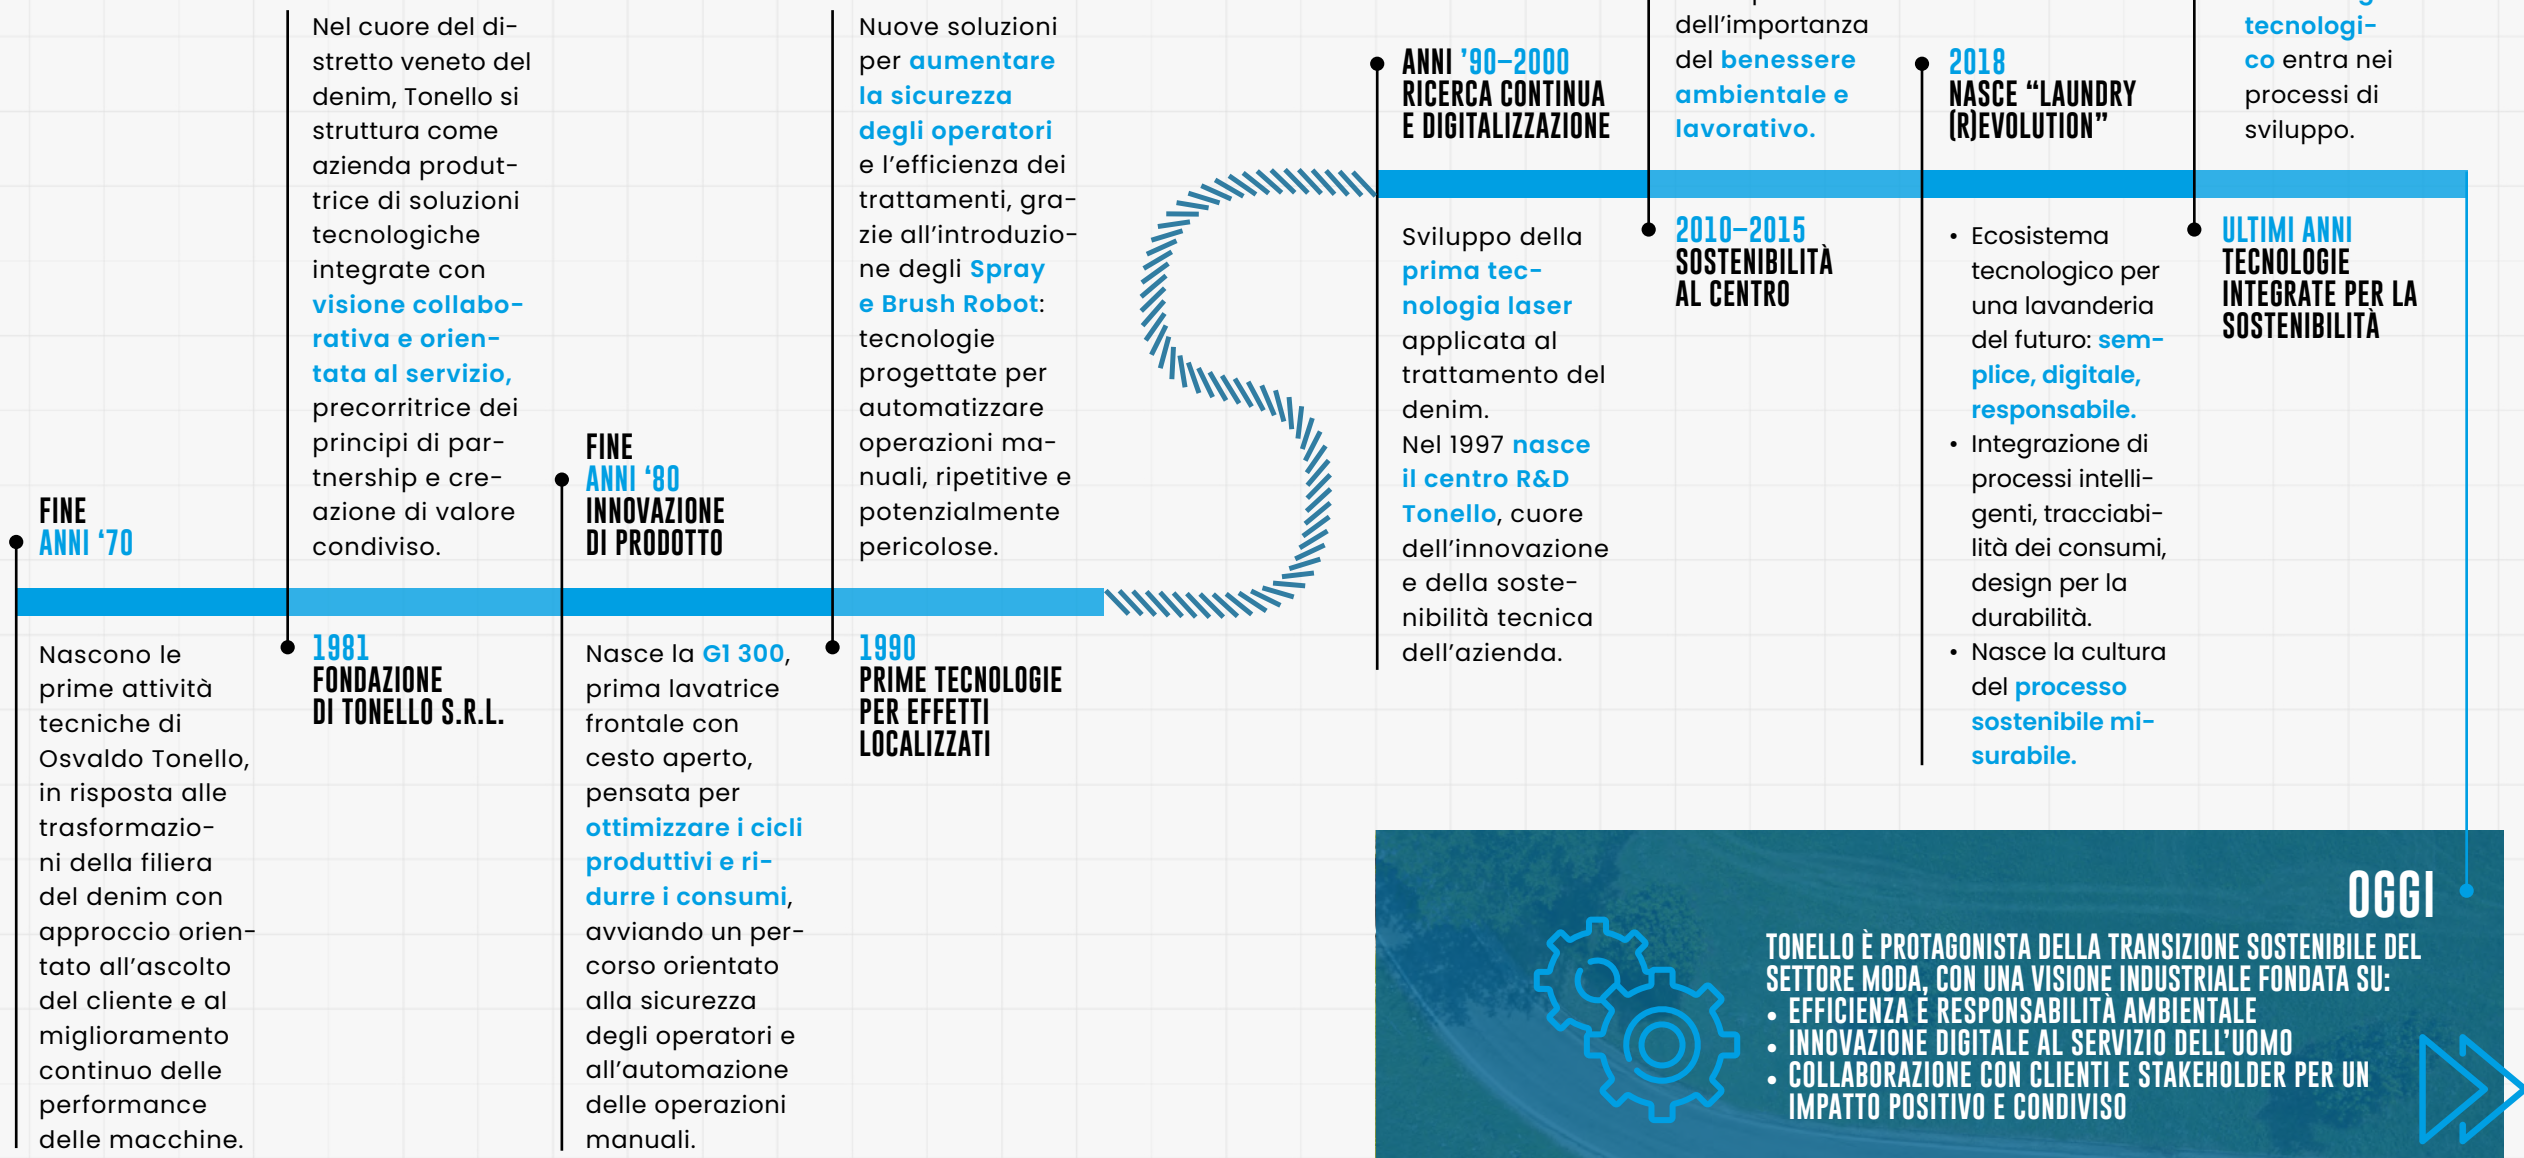 FINE
ANNI ‘70
Nascono le
prime attività
tecniche di
Osvaldo Tonello,
in risposta alle
trasformazio-
ni della filiera
del denim con
approccio orien-
tato all’ascolto
del cliente e al
miglioramento
continuo delle
performance
delle macchine.
1981
FONDAZIONE
DI TONELLO S.R.L.
Nel cuore del di-
stretto veneto del
denim, Tonello si
struttura come
azienda produt-
trice di soluzioni
tecnologiche
integrate con
visione collabo-
rativa e orien-
tata al servizio,
precorritrice dei
principi di par-
tnership e cre-
azione di valore
condiviso.
FINE
ANNI ‘80
INNOVAZIONE
DI PRODOTTO
Nasce la G1 300,
prima lavatrice
frontale con
cesto aperto,
pensata per
ottimizzare i cicli
produttivi e ri-
durre i consumi,
avviando un per-
corso orientato
alla sicurezza
degli operatori e
all’automazione
delle operazioni
manuali.
1990
PRIME TECNOLOGIE
PER EFFETTI
LOCALIZZATI
Nuove soluzioni
per aumentare
la sicurezza
degli operatori
e l’efficienza dei
trattamenti, gra-
zie all’introduzio-
ne degli Spray
e Brush Robot:
tecnologie
progettate per
automatizzare
operazioni ma-
nuali, ripetitive e
potenzialmente
pericolose.
ANNI ’90–2000
RICERCA CONTINUA
E DIGITALIZZAZIONE
Sviluppo della
prima tec-
nologia laser
applicata al
trattamento del
denim.
Nel 1997 nasce
il centro R&D
Tonello, cuore
dell’innovazione
e della soste-
nibilità tecnica
dell’azienda.
dell’importanza
del benessere
ambientale e
lavorativo.
2010–2015
SOSTENIBILITÀ
AL CENTRO
2018
NASCE “LAUNDRY
(R)EVOLUTION”
• Ecosistema
tecnologico per
una lavanderia
del futuro: sem-
plice, digitale,
responsabile.
• Integrazione di
processi intelli-
genti, tracciabi-
lità dei consumi,
design per la
durabilità.
• Nasce la cultura
del processo
sostenibile mi-
surabile.
tecnologi-
co entra nei
processi di
sviluppo.
ULTIMI ANNI
TECNOLOGIE
INTEGRATE PER LA
SOSTENIBILITÀ
OGGI
TONELLO È PROTAGONISTA DELLA TRANSIZIONE SOSTENIBILE DEL
SETTORE MODA, CON UNA VISIONE INDUSTRIALE FONDATA SU:
• EFFICIENZA E RESPONSABILITÀ AMBIENTALE
• INNOVAZIONE DIGITALE AL SERVIZIO DELL’UOMO
• COLLABORAZIONE CON CLIENTI E STAKEHOLDER PER UN
IMPATTO POSITIVO E CONDIVISO